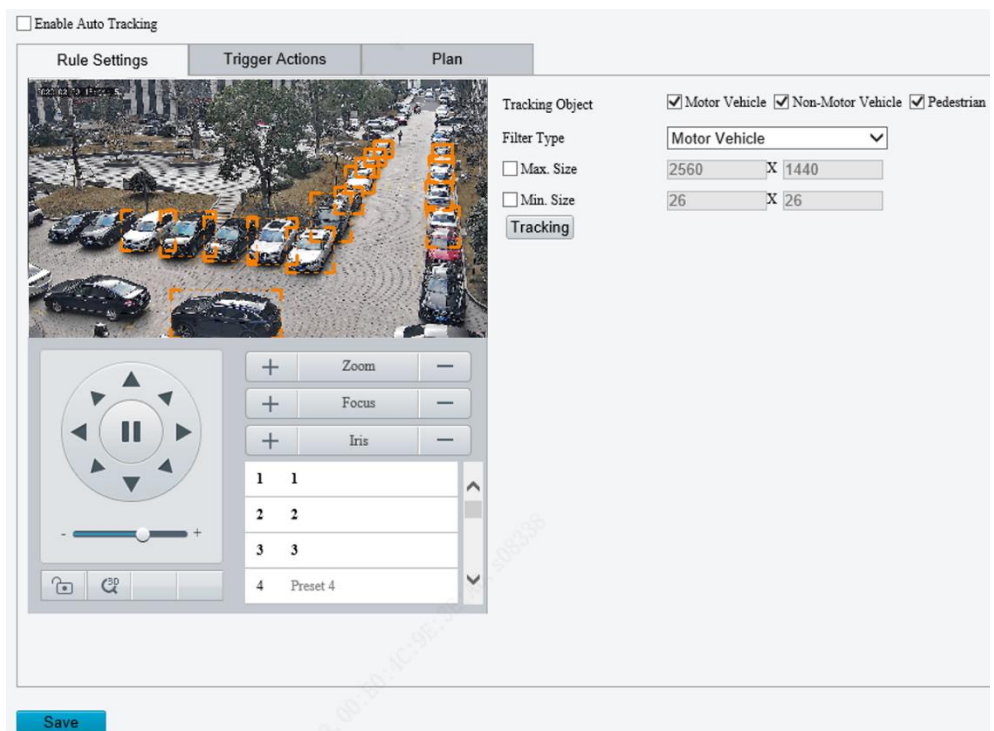 Enable Auto Tracking
Rule Settings Trigger Actions Plan
Tracking Object Motor Vehicle Non-Motor Vehicle Pedestrian
Filter Type Motor Vehicle
Max. Size 2560 X 1440
Min. Size 26 X 26
Tracking
+ Zoom −
+ Focus −
+ Iris −
1 1
2 2
3 3
4 Preset 4
- +
3D
Save